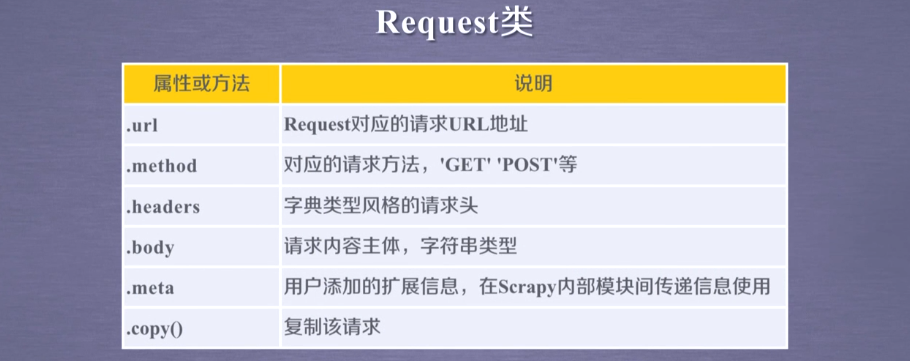 Request类
属性或方法 说明
.url Request对应的请求URL地址
.method 对应的请求方法，'GET' 'POST'等
.headers 字典类型风格的请求头
.body 请求内容主体，字符串类型
.meta 用户添加的扩展信息，在Scrapy内部模块间传递信息使用
.copy() 复制该请求